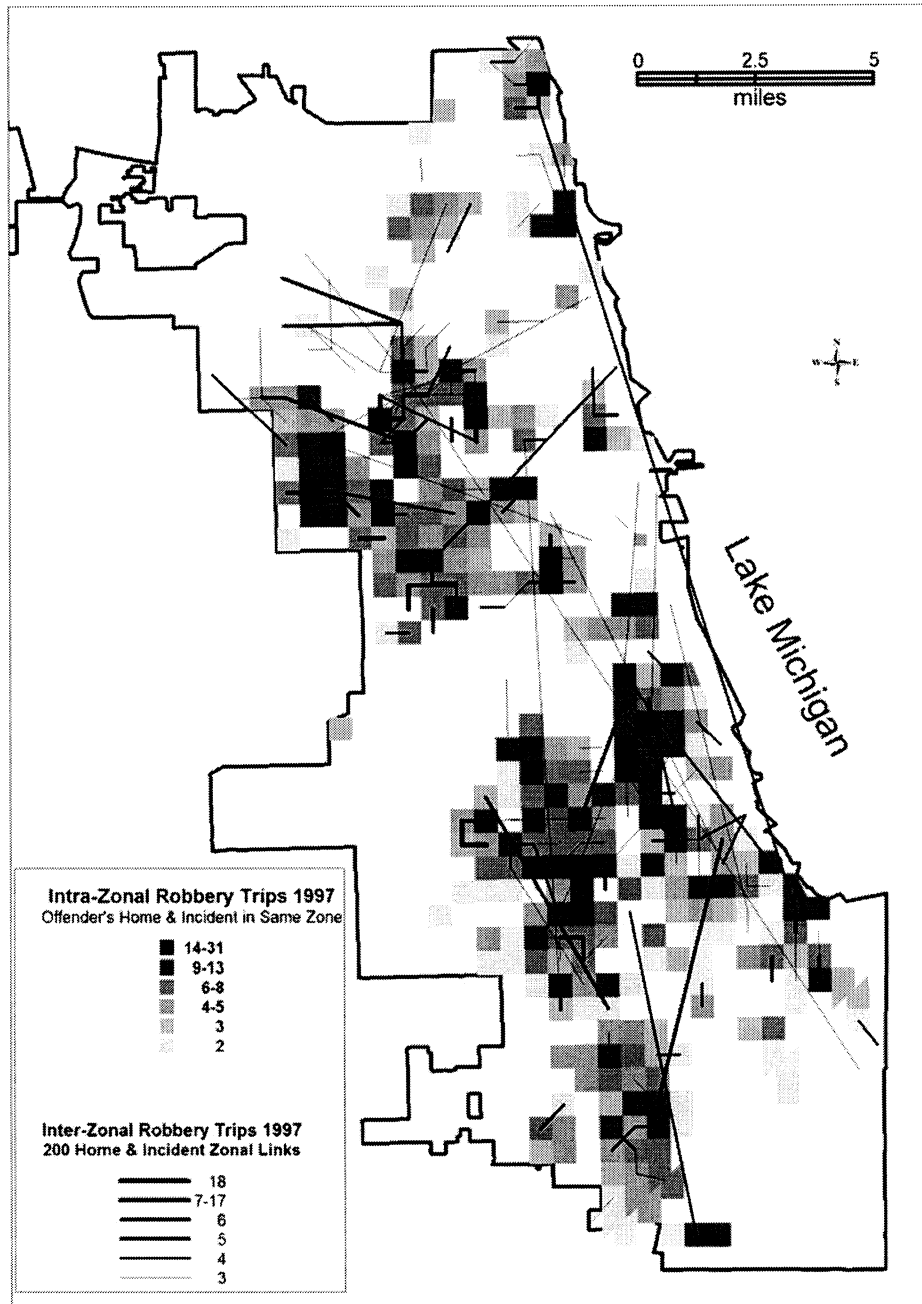 0 2.5 5
miles
N
W E
S
Lake Michigan
Intra-Zonal Robbery Trips 1997
Offender's Home & Incident in Same Zone
14-31
9-13
6-8
4-5
3
2
Inter-Zonal Robbery Trips 1997
200 Home & Incident Zonal Links
18
7-17
6
5
4
3